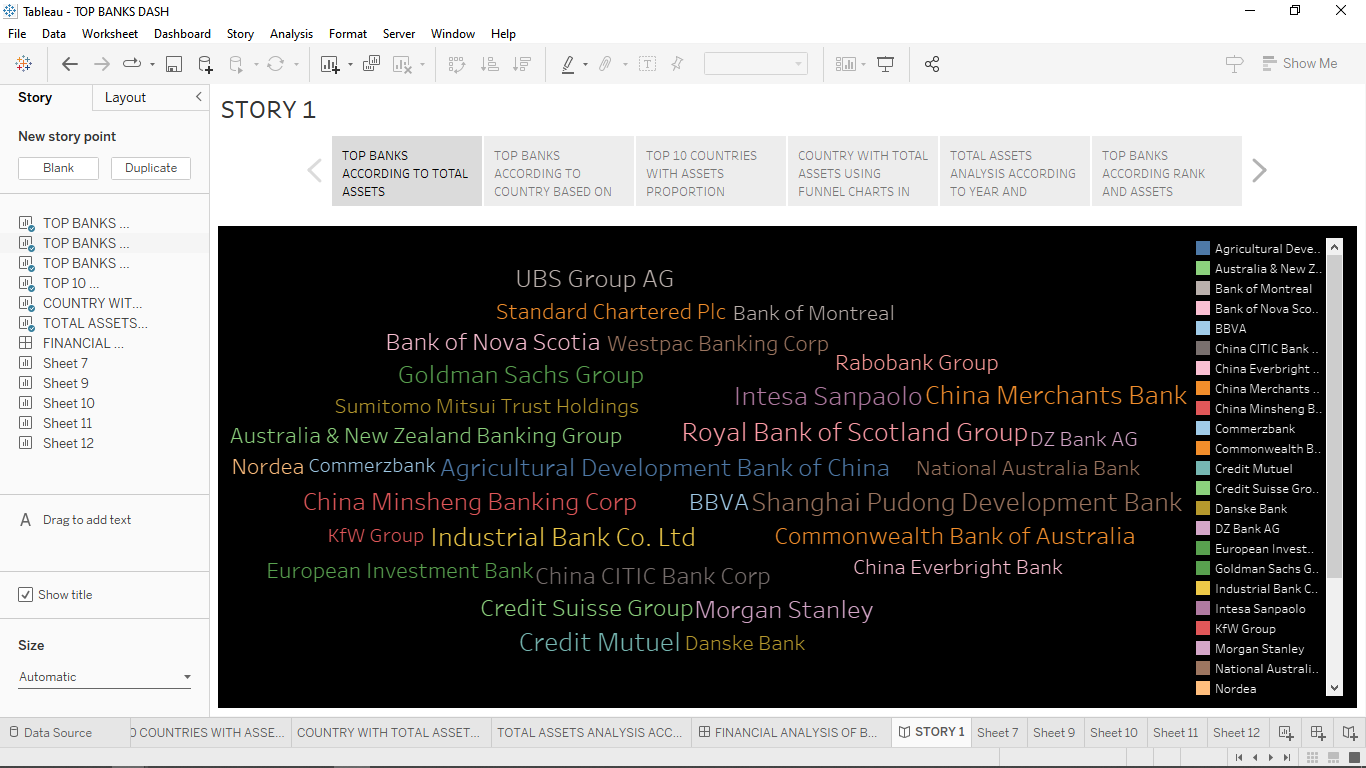 Tableau - TOP BANKS DASH
File Data Worksheet Dashboard Story Analysis Format Server Window Help
Show Me
Story Layout
New story point
Blank Duplicate
TOP BANKS ...
TOP BANKS ...
TOP BANKS ...
TOP 10 ...
COUNTRY WIT...
TOTAL ASSETS...
FINANCIAL ...
Sheet 7
Sheet 9
Sheet 10
Sheet 11
Sheet 12
A Drag to add text
Show title
Size
Automatic
STORY 1
TOP BANKS
ACCORDING TO TOTAL
ASSETS
TOP BANKS
ACCORDING TO
COUNTRY BASED ON
TOP 10 COUNTRIES
WITH ASSETS
PROPORTION
COUNTRY WITH TOTAL
ASSETS USING
FUNNEL CHARTS IN
TOTAL ASSETS
ANALYSIS ACCORDING
TO YEAR AND
TOP BANKS
ACCORDING RANK
AND ASSETS
UBS Group AG
Standard Chartered Plc Bank of Montreal
Bank of Nova Scotia Westpac Banking Corp
Rabobank Group
Goldman Sachs Group
Intesa Sanpaolo China Merchants Bank
Sumitomo Mitsui Trust Holdings
Australia & New Zealand Banking Group Royal Bank of Scotland Group DZ Bank AG
Nordea Commerzbank Agricultural Development Bank of China National Australia Bank
China Minsheng Banking Corp BBVA Shanghai Pudong Development Bank
KfW Group Industrial Bank Co. Ltd Commonwealth Bank of Australia
European Investment Bank China CITIC Bank Corp China Everbright Bank
Credit Suisse Group Morgan Stanley
Credit Mutuel Danske Bank
Agricultural Deve..
Australia & New Z..
Bank of Montreal
Bank of Nova Sco..
BBVA
China CITIC Bank ..
China Everbright ..
China Merchants ..
China Minsheng B..
Commerzbank
Commonwealth B..
Credit Mutuel
Credit Suisse Gro..
Danske Bank
DZ Bank AG
European Invest..
Goldman Sachs G..
Industrial Bank C..
Intesa Sanpaolo
KfW Group
Morgan Stanley
National Australi..
Nordea
Data Source O COUNTRIES WITH ASSE... COUNTRY WITH TOTAL ASSET... TOTAL ASSETS ANALYSIS ACC... FINANCIAL ANALYSIS OF B... STORY 1 Sheet 7 Sheet 9 Sheet 10 Sheet 11 Sheet 12